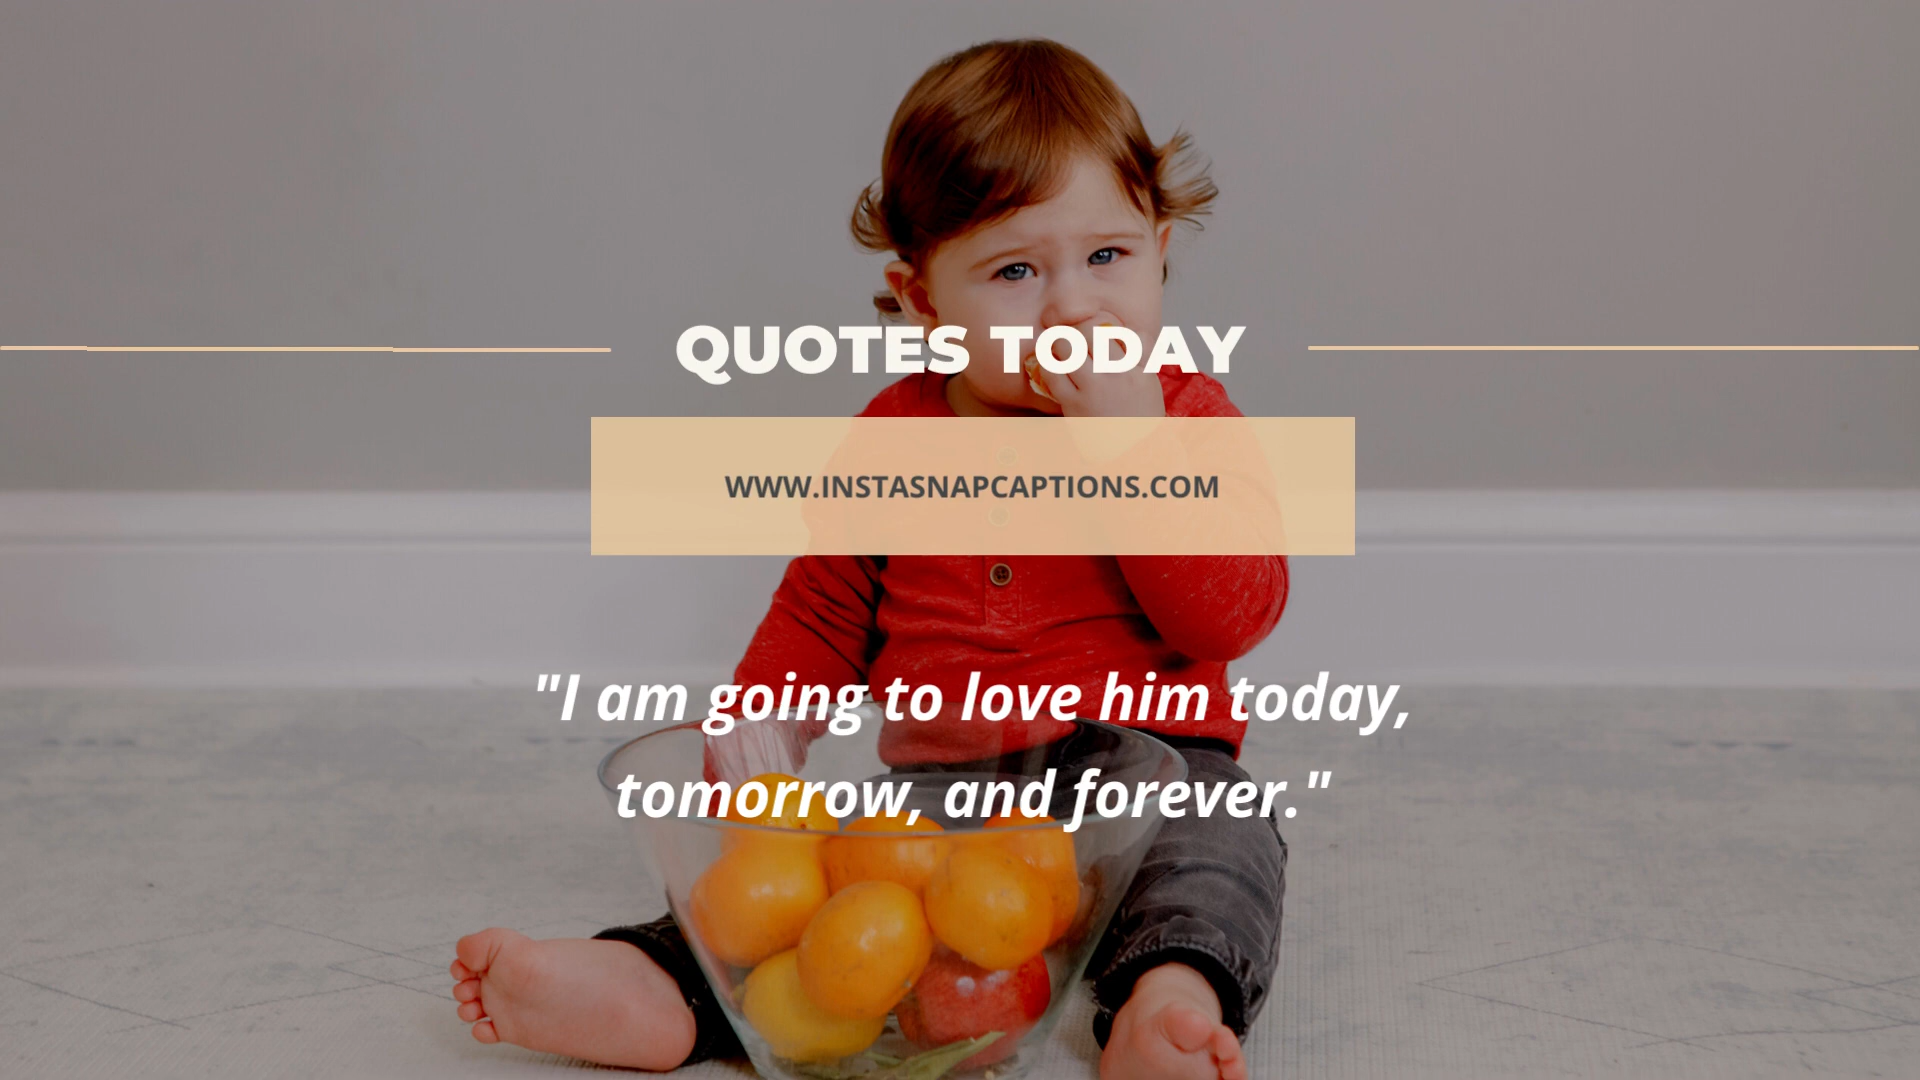 QUOTES TODAY
WWW.INSTASNAPCAPTIONS.COM
"I am going to love him today,
tomorrow, and forever."